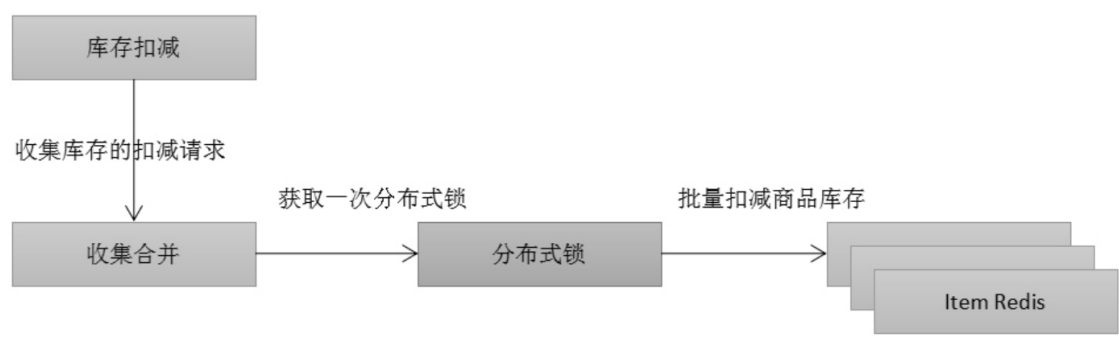 库存扣减
收集库存的扣减请求
获取一次分布式锁
批量扣减商品库存
收集合并
分布式锁
Item Redis